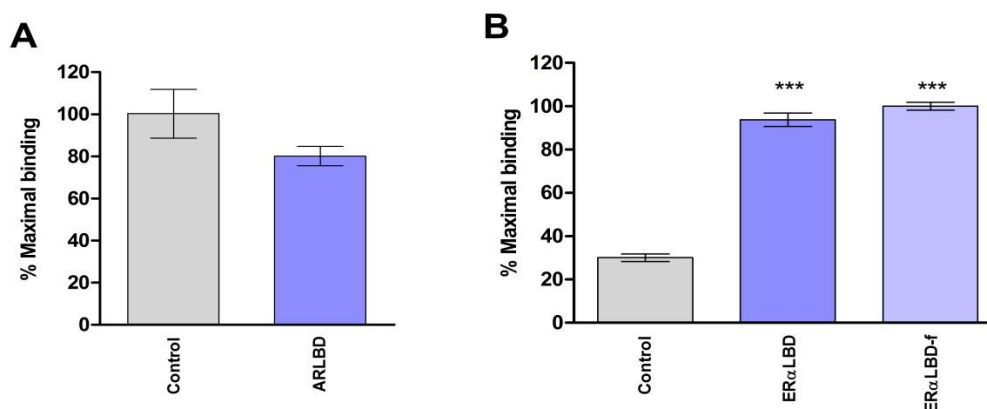 A
% Maximal binding
120
100
80
60
40
20
0
Control
ARLBD
B
% Maximal binding
120
100
80
60
40
20
0
***
***
Control
ERαLBD
ERαLBD-f